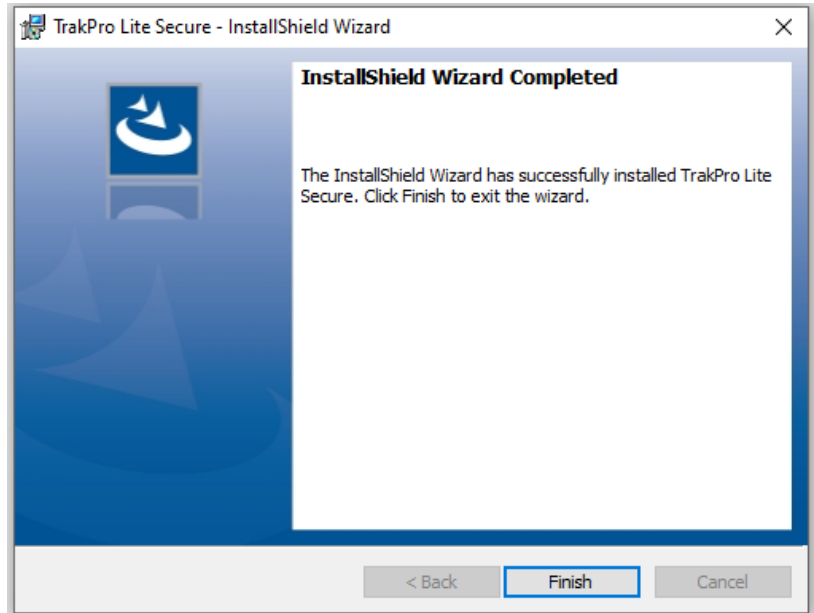 TrakPro Lite Secure - InstallShield Wizard
InstallShield Wizard Completed
The InstallShield Wizard has successfully installed TrakPro Lite
Secure. Click Finish to exit the wizard.
< Back
Finish
Cancel